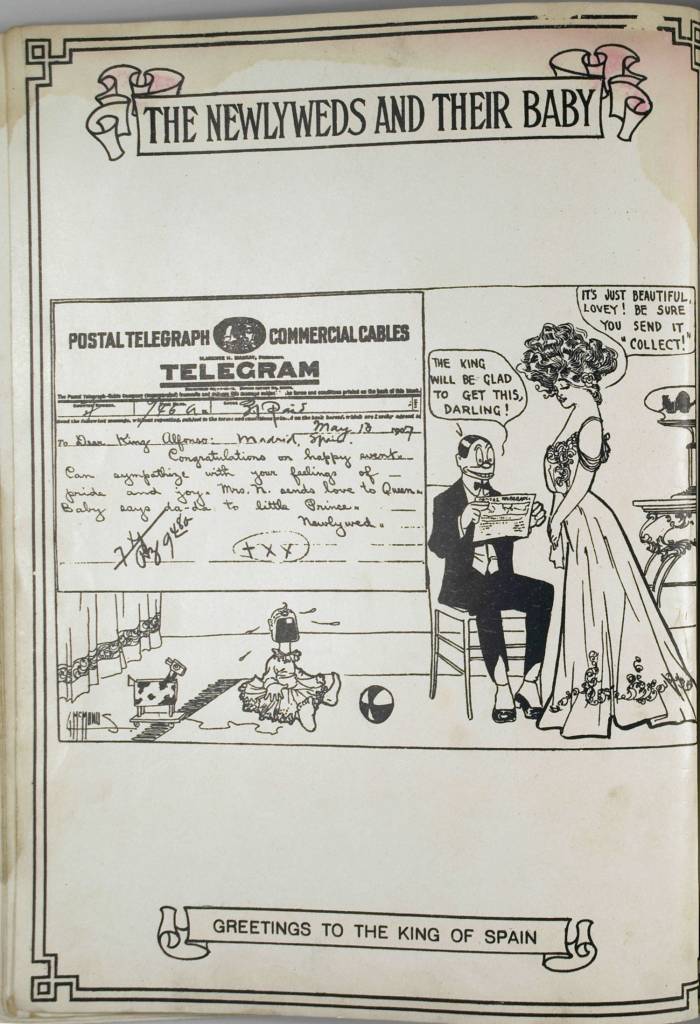 THE NEWLYWEDS AND THEIR BABY
POSTAL TELEGRAPH COMMERCIAL CABLES
TELEGRAM
May 13 1907
To Dear King Alfonso: Madrid, Spain.
Congratulations on happy event.
Can sympathize with your feelings of
pride and joy. Mrs. N. sends love to Queen.
Baby says da-da to little Prince.
Newlywed.
XXX
THE KING
WILL BE GLAD
TO GET THIS,
DARLING!
IT'S JUST BEAUTIFUL,
LOVEY! BE SURE
YOU SEND IT
"COLLECT!"
TELEGRAM
G. McMANUS
GREETINGS TO THE KING OF SPAIN